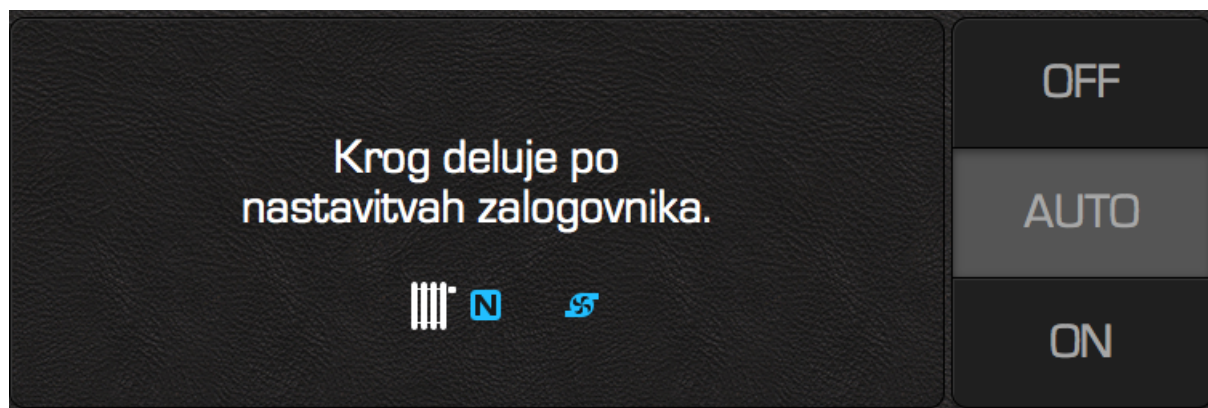 Krog deluje po
nastavitvah zalogovnika.
N
OFF
AUTO
ON